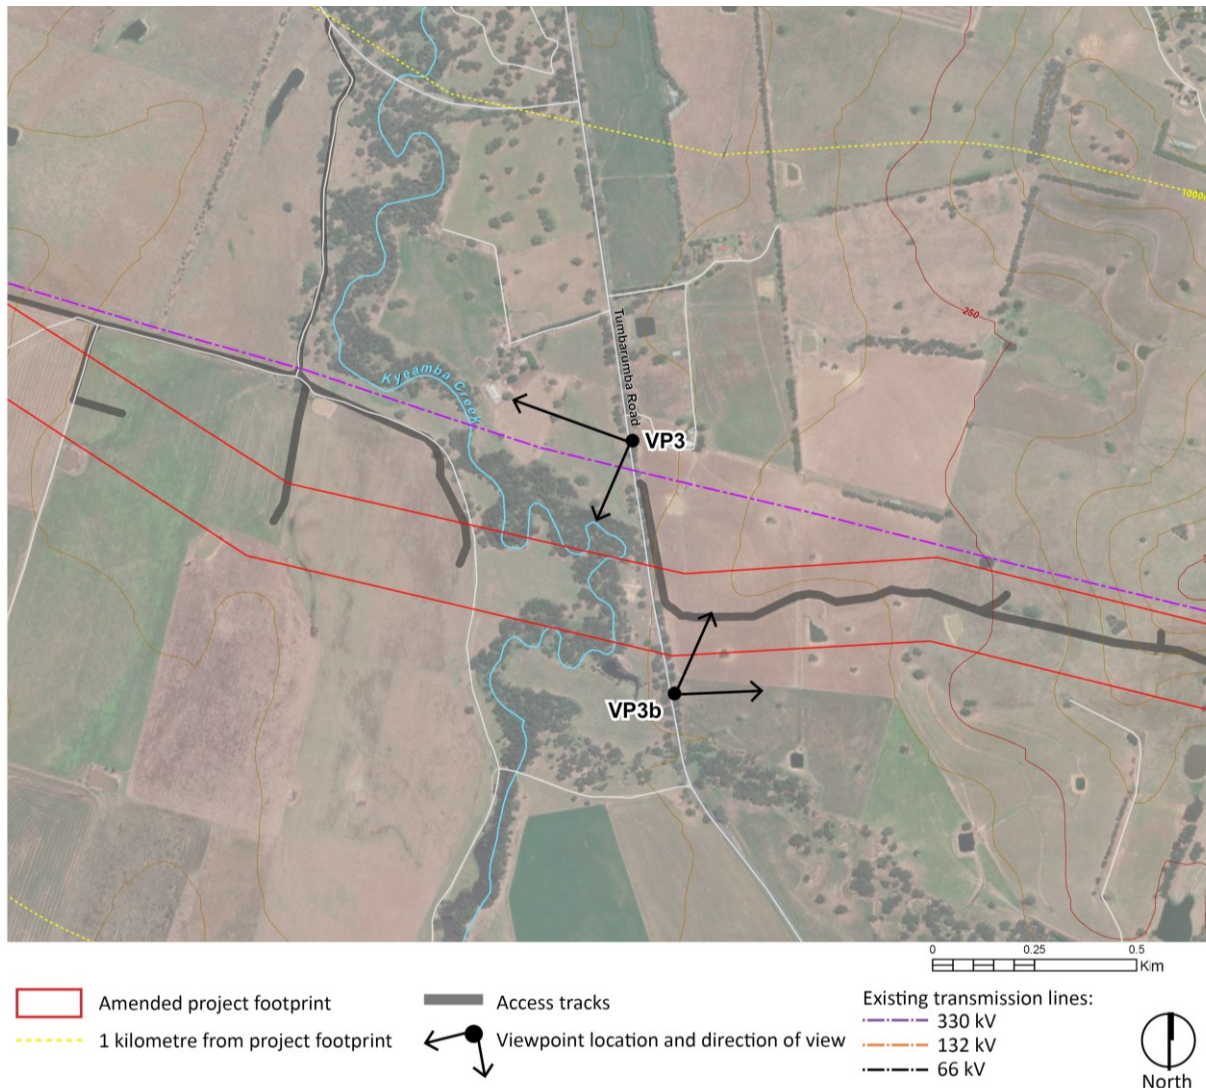 1000
Tumbarumba Road
250
Kyeamba Creek
VP3
VP3b
0 0.25 0.5
Km
Amended project footprint
1 kilometre from project footprint
Access tracks
Viewpoint location and direction of view
Existing transmission lines:
330 kV
132 kV
66 kV
North